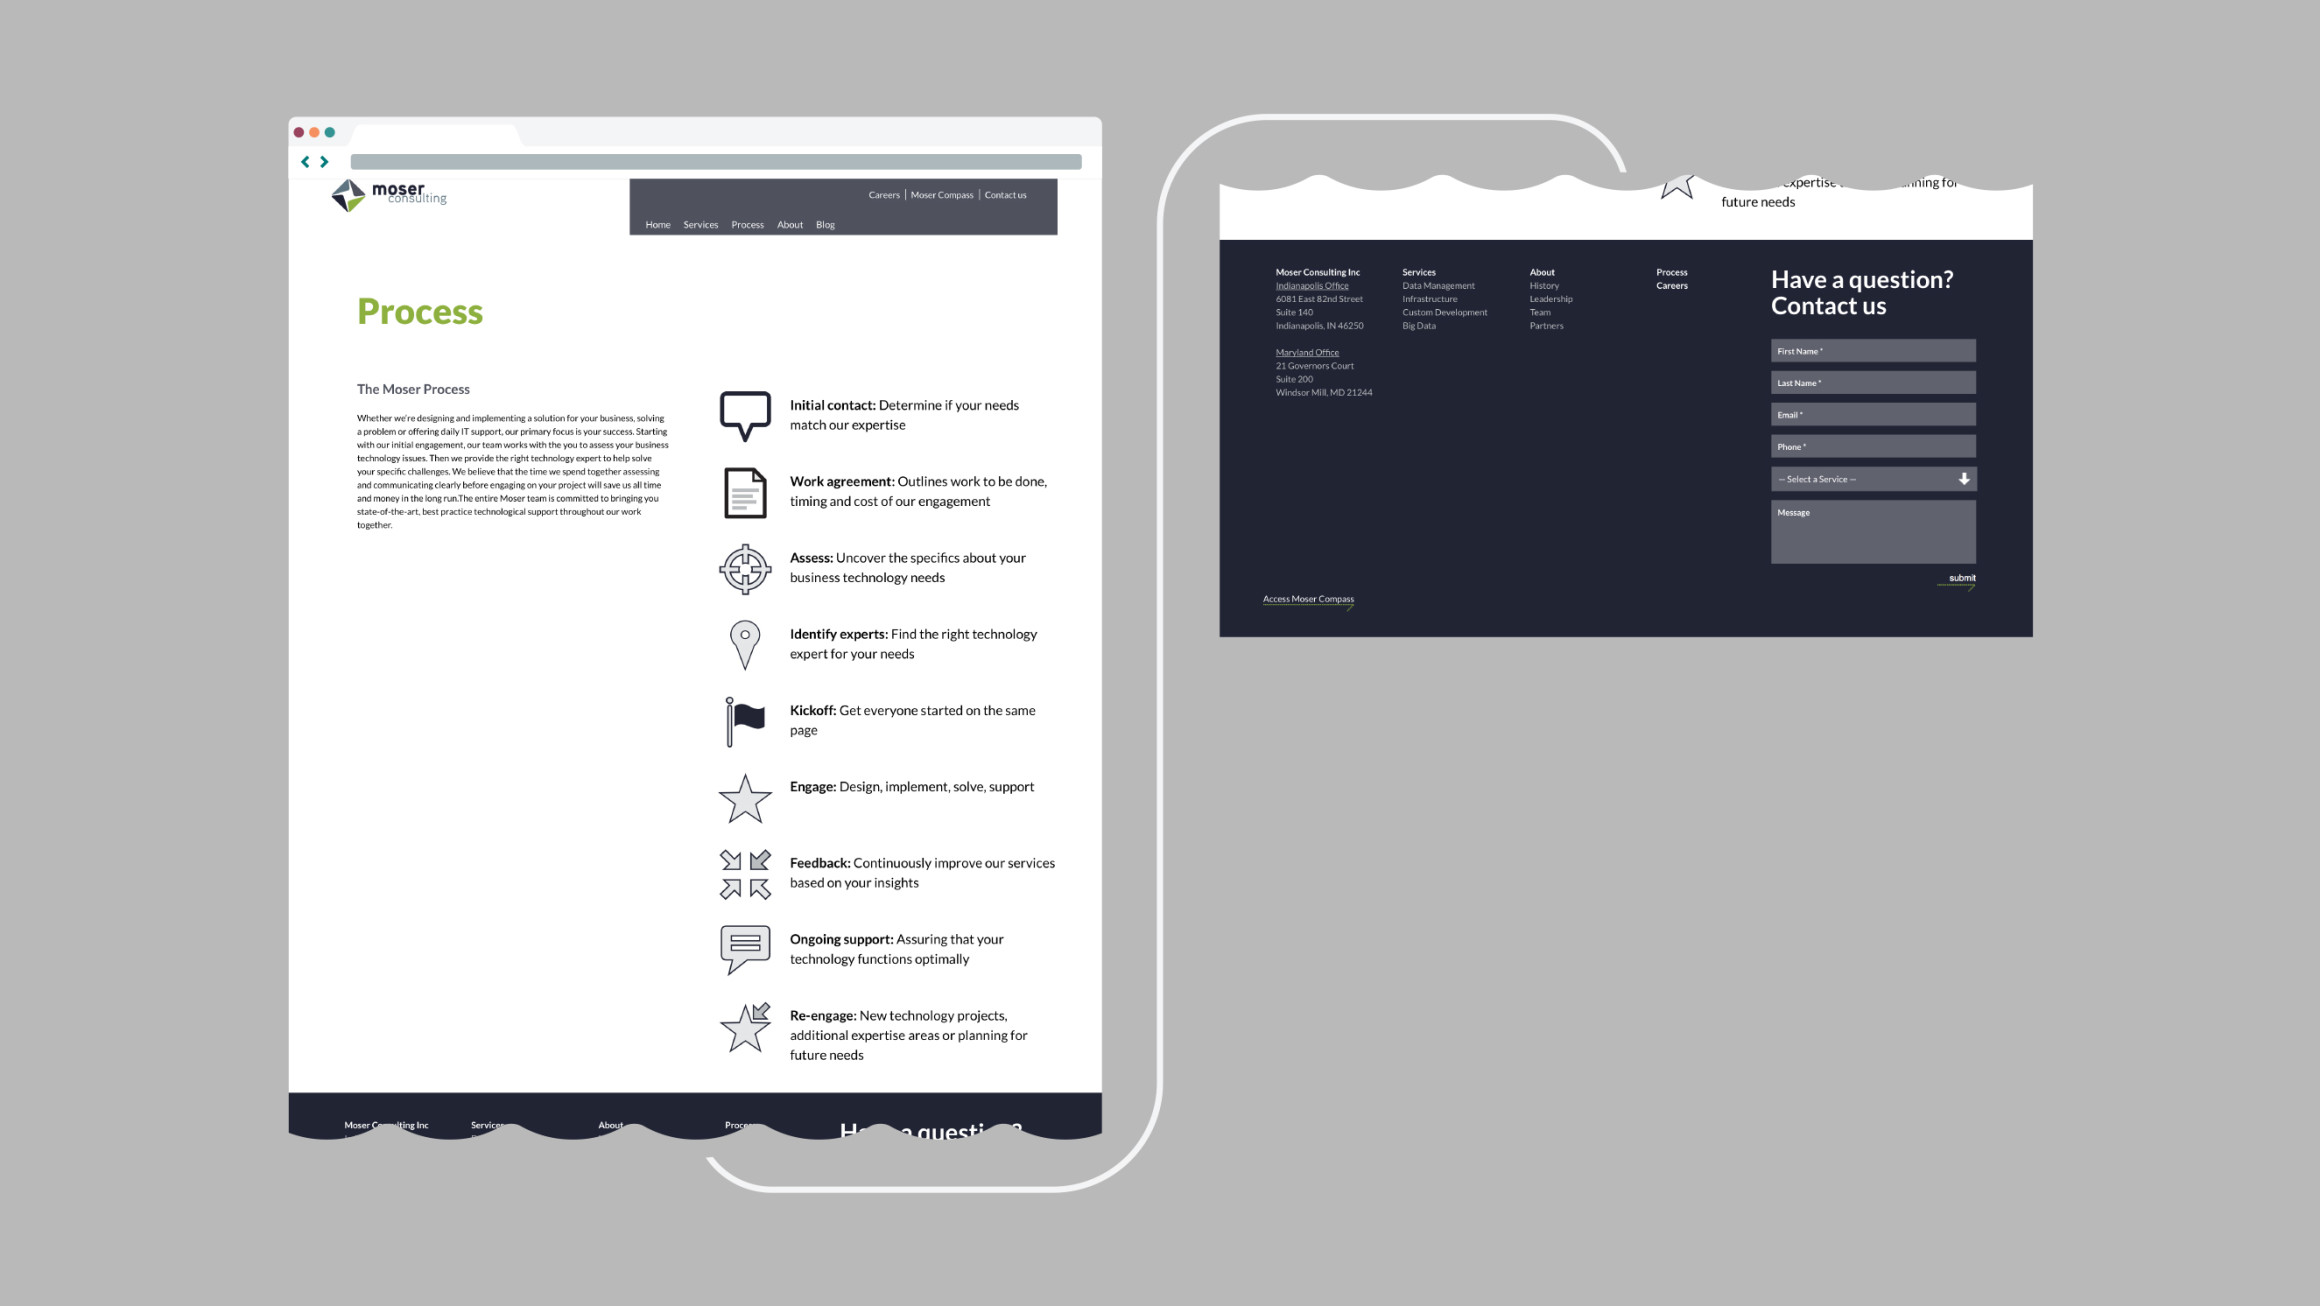 moser
consulting
Careers | Moser Compass | Contact us
Home Services Process About Blog
Process
The Moser Process
Whether we're designing and implementing a solution for your business, solving
a problem or offering daily IT support, our primary focus is your success. Starting
with our initial engagement, our team works with the you to assess your business
technology issues. Then we provide the right technology expert to help solve
your specific challenges. We believe that the time we spend together assessing
and communicating clearly before engaging on your project will save us all time
and money in the long run.The entire Moser team is committed to bringing you
state-of-the-art, best practice technological support throughout our work
together.
Initial contact: Determine if your needs
match our expertise
Work agreement: Outlines work to be done,
timing and cost of our engagement
Assess: Uncover the specifics about your
business technology needs
Identify experts: Find the right technology
expert for your needs
Kickoff: Get everyone started on the same
page
Engage: Design, implement, solve, support
Feedback: Continuously improve our services
based on your insights
Ongoing support: Assuring that your
technology functions optimally
Re-engage: New technology projects,
additional expertise areas or planning for
future needs
Moser Consulting Inc
Services
About
Process
Have a question?
expertise planning for
future needs
Moser Consulting Inc
Indianapolis Office
6081 East 82nd Street
Suite 140
Indianapolis, IN 46250
Maryland Office
21 Governors Court
Suite 200
Windsor Mill, MD 21244
Services
Data Management
Infrastructure
Custom Development
Big Data
About
History
Leadership
Team
Partners
Process
Careers
Have a question?
Contact us
First Name *
Last Name *
Email *
Phone *
— Select a Service —
Message
submit
Access Moser Compass